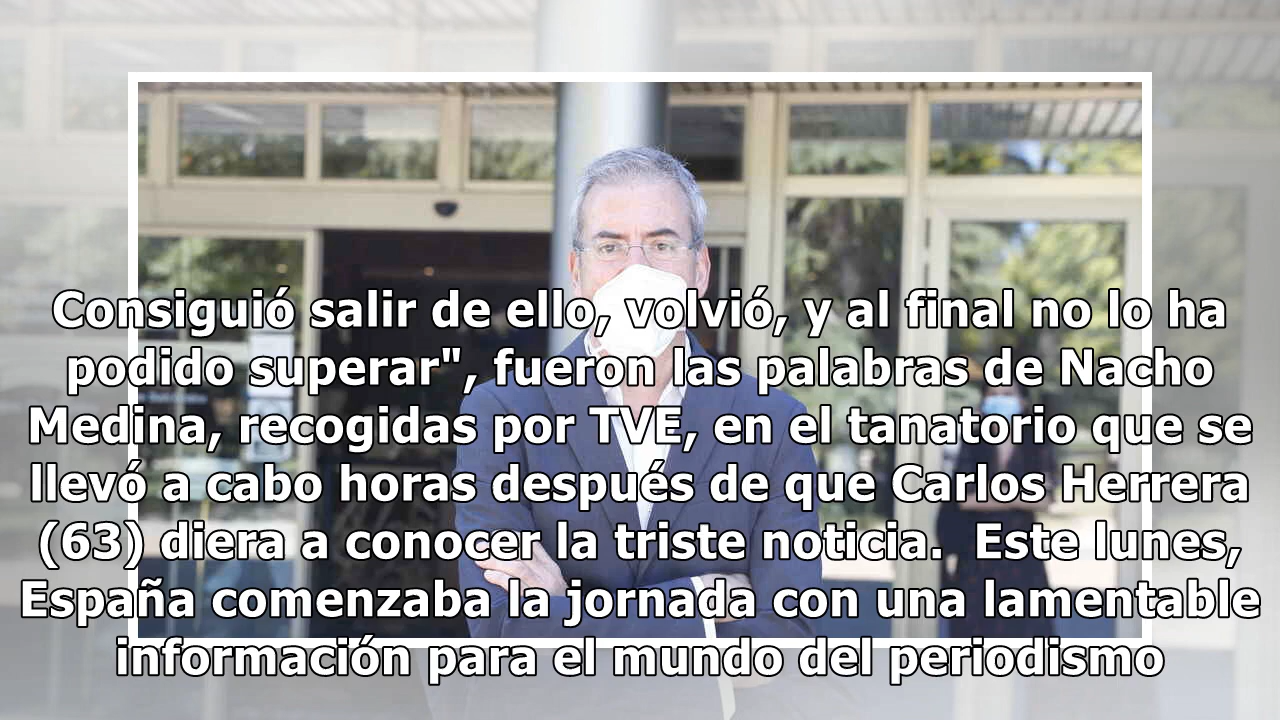 Consiguió salir de ello, volvió, y al final no lo ha
podido superar", fueron las palabras de Nacho
Medina, recogidas por TVE, en el tanatorio que se
llevó a cabo horas después de que Carlos Herrera
(63) diera a conocer la triste noticia.  Este lunes,
España comenzaba la jornada con una lamentable
información para el mundo del periodismo